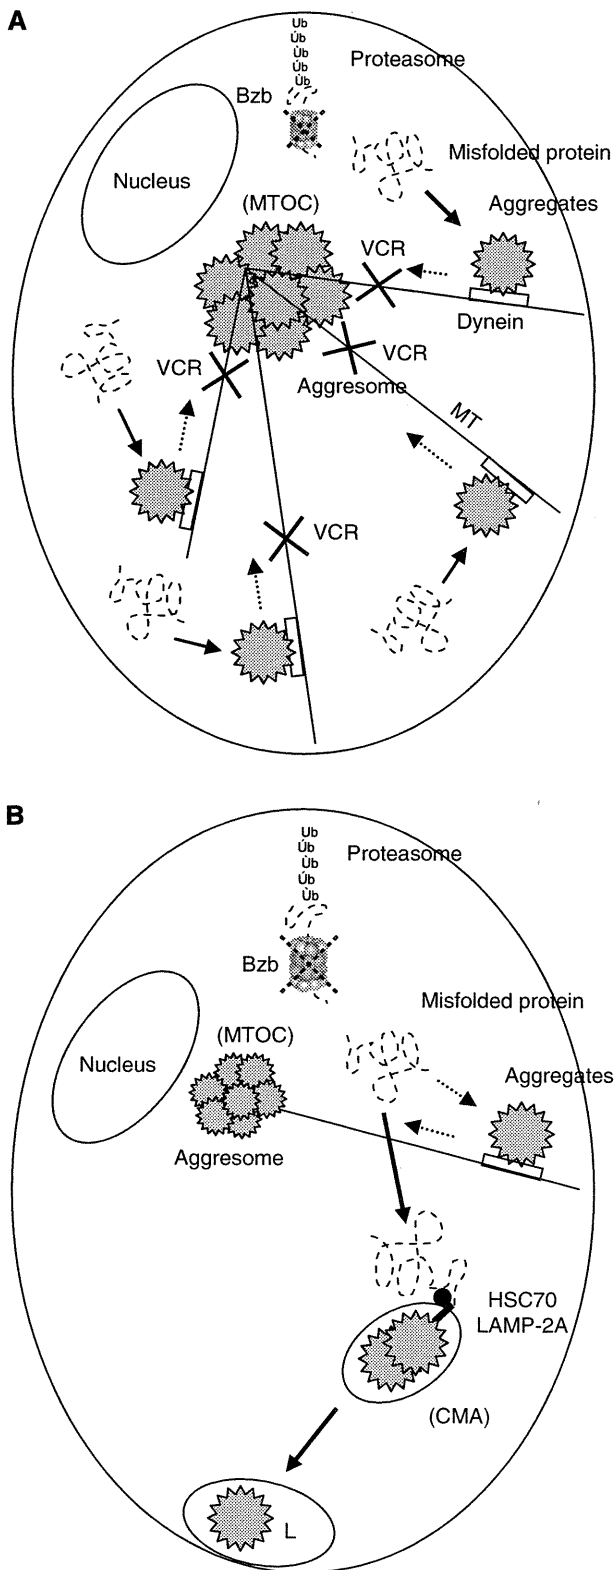 A
Ub
Ub
Ub
Ub
Ub
Proteasome
Bzb
Misfolded protein
Nucleus
Aggregates
(MTOC)
VCR
Dynein
VCR
VCR
Aggresome
MT
VCR
B
Ub
Ub
Ub
Ub
Ub
Proteasome
Bzb
Misfolded protein
(MTOC)
Nucleus
Aggregates
Aggresome
HSC70
LAMP-2A
(CMA)
L